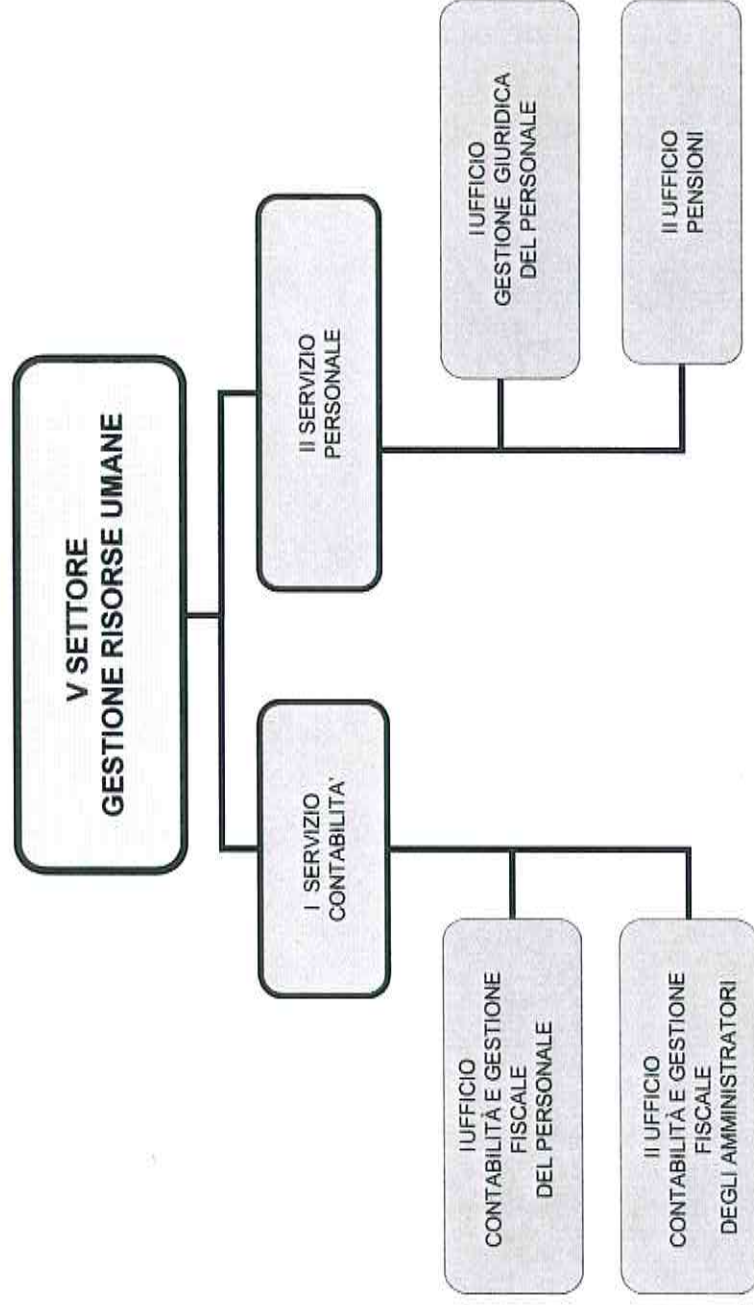 V SETTORE
GESTIONE RISORSE UMANE
I SERVIZIO
CONTABILITA'
II SERVIZIO
PERSONALE
I UFFICIO
CONTABILITÀ E GESTIONE
FISCALE
DEL PERSONALE
II UFFICIO
CONTABILITÀ E GESTIONE
FISCALE
DEGLI AMMINISTRATORI
I UFFICIO
GESTIONE GIURIDICA
DEL PERSONALE
II UFFICIO
PENSIONI